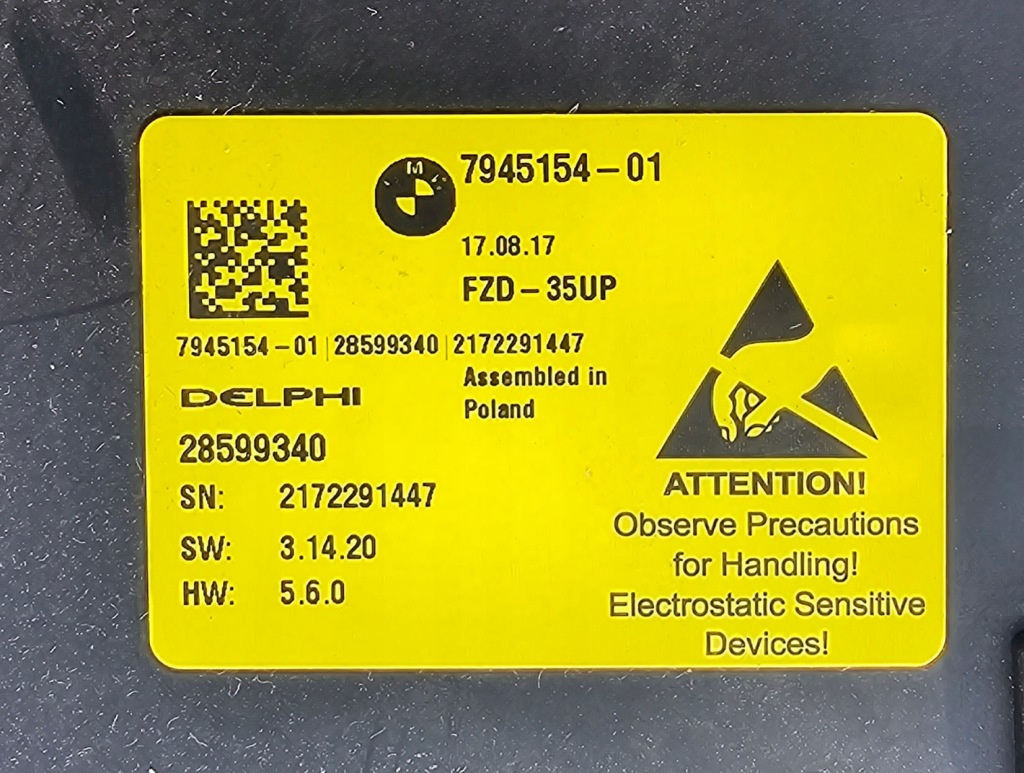 7945154-01
17.08.17
FZD-35UP
7945154-01|28599340|2172291447
Assembled in
Poland
DELPHI
28599340
SN: 2172291447
SW: 3.14.20
HW: 5.6.0
ATTENTION!
Observe Precautions
for Handling!
Electrostatic Sensitive
Devices!